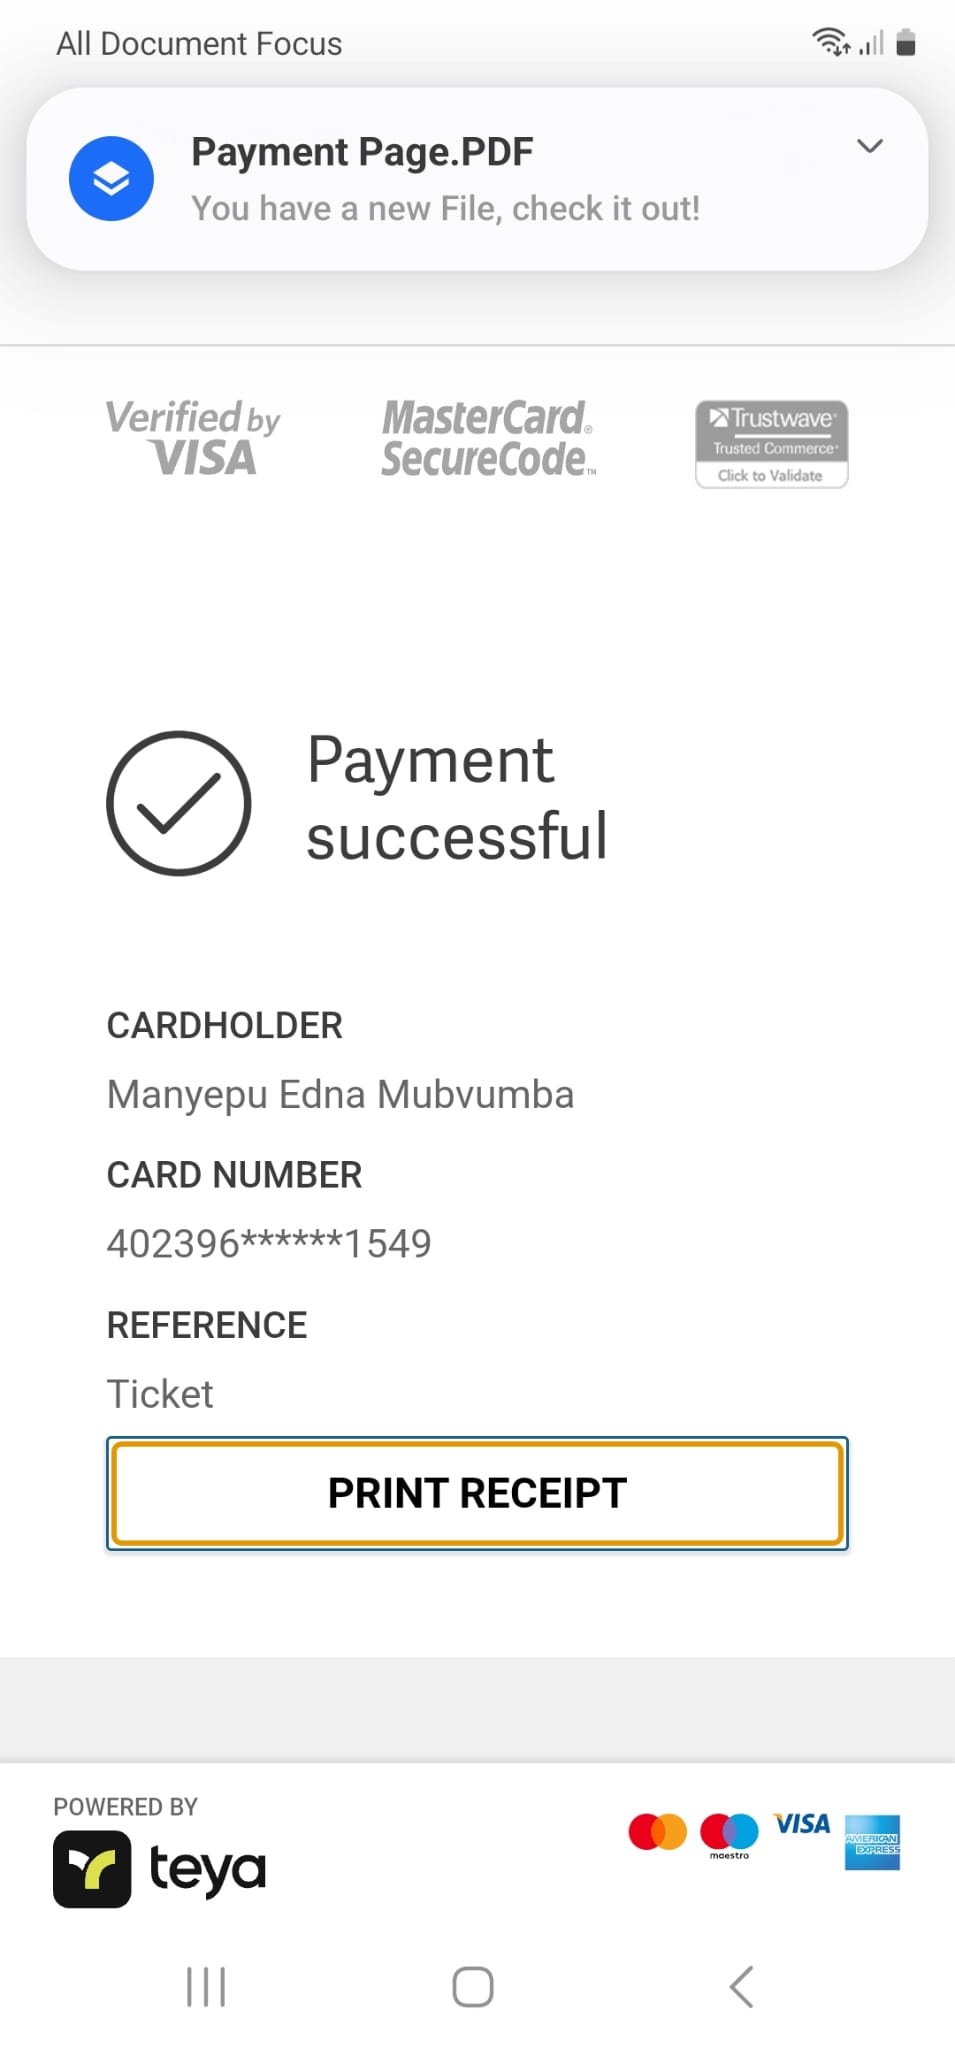 All Document Focus
Payment Page.PDF
You have a new File, check it out!
Verified by
VISA
MasterCard®
SecureCode™
Trustwave®
Trusted Commerce®
Click to Validate
Payment
successful
CARDHOLDER
Manyepu Edna Mubvumba
CARD NUMBER
402396******1549
REFERENCE
Ticket
PRINT RECEIPT
POWERED BY
teya
maestro
VISA
AMERICAN
EXPRESS